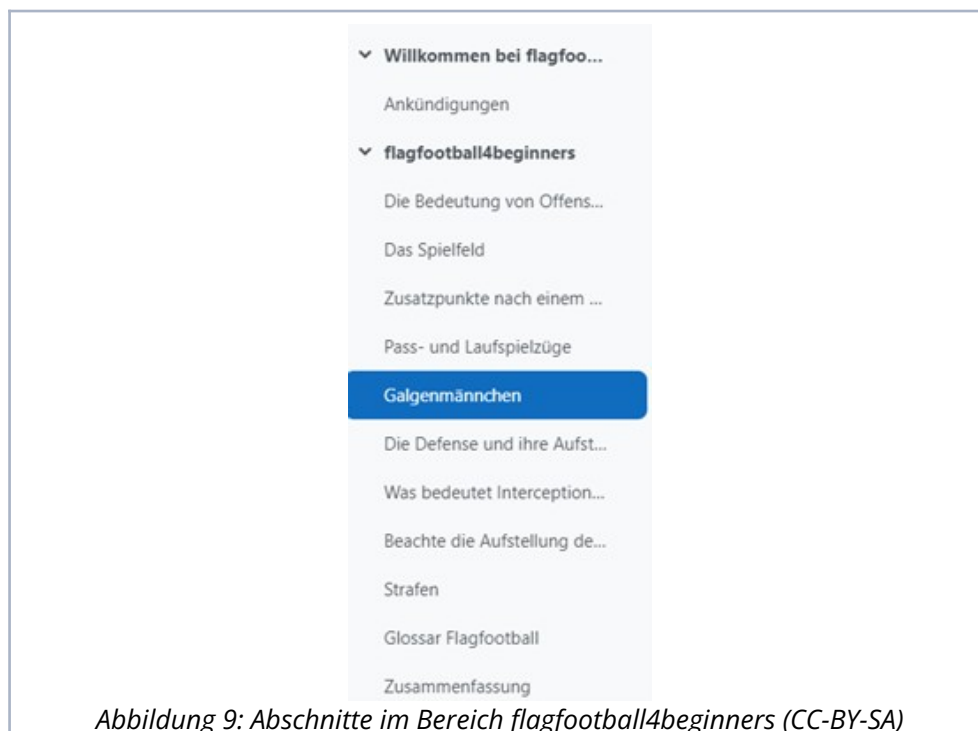 Willkommen bei flagfoo...
Ankündigungen
flagfootball4beginners
Die Bedeutung von Offens...
Das Spielfeld
Zusatzpunkte nach einem ...
Pass- und Laufspielzüge
Galgenmännchen
Die Defense und ihre Aufst...
Was bedeutet Interception...
Beachte die Aufstellung de...
Strafen
Glossar Flagfootball
Zusammenfassung
Abbildung 9: Abschnitte im Bereich flagfootball4beginners (CC-BY-SA)